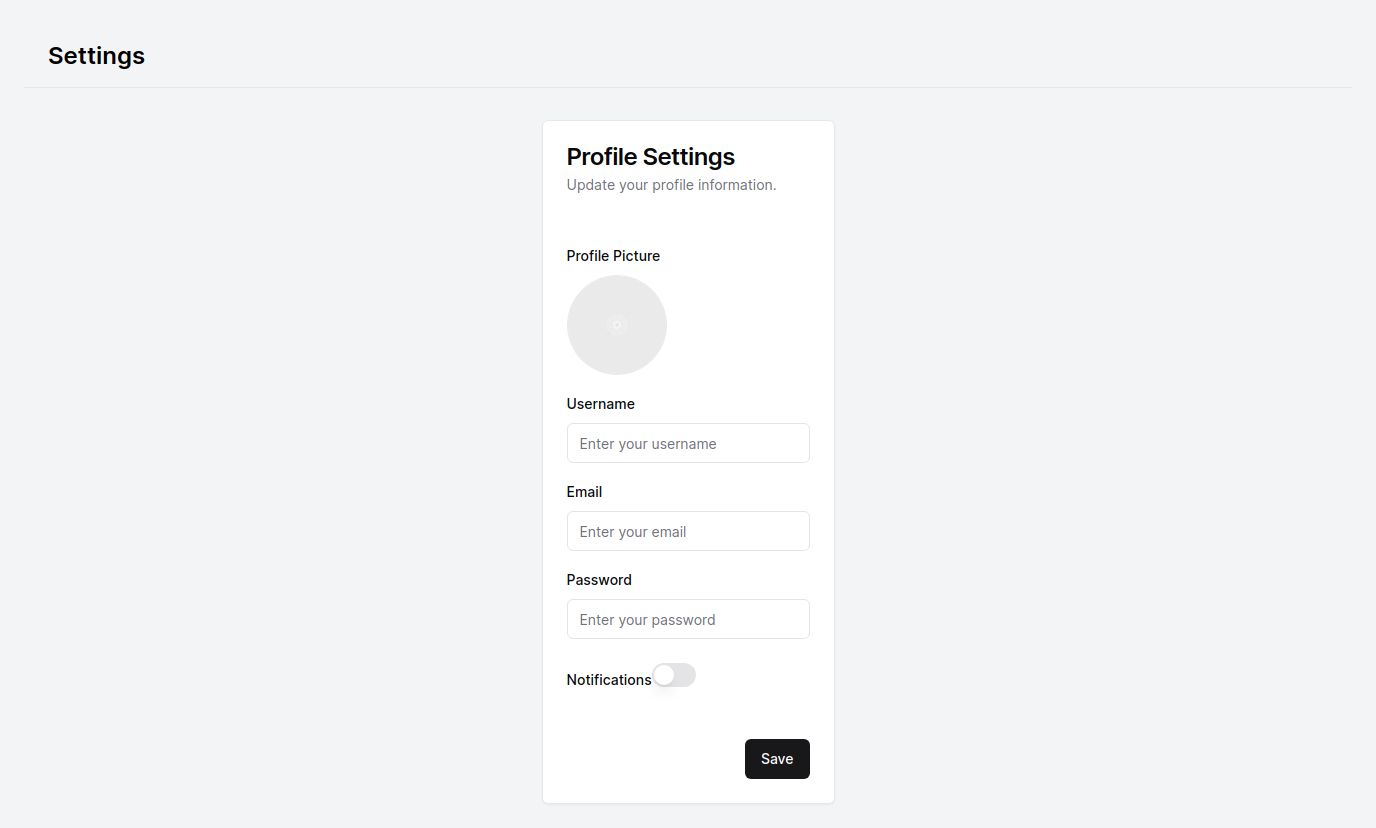 Settings
Profile Settings
Update your profile information.
Profile Picture
Username
Enter your username
Email
Enter your email
Password
Enter your password
Notifications
Save